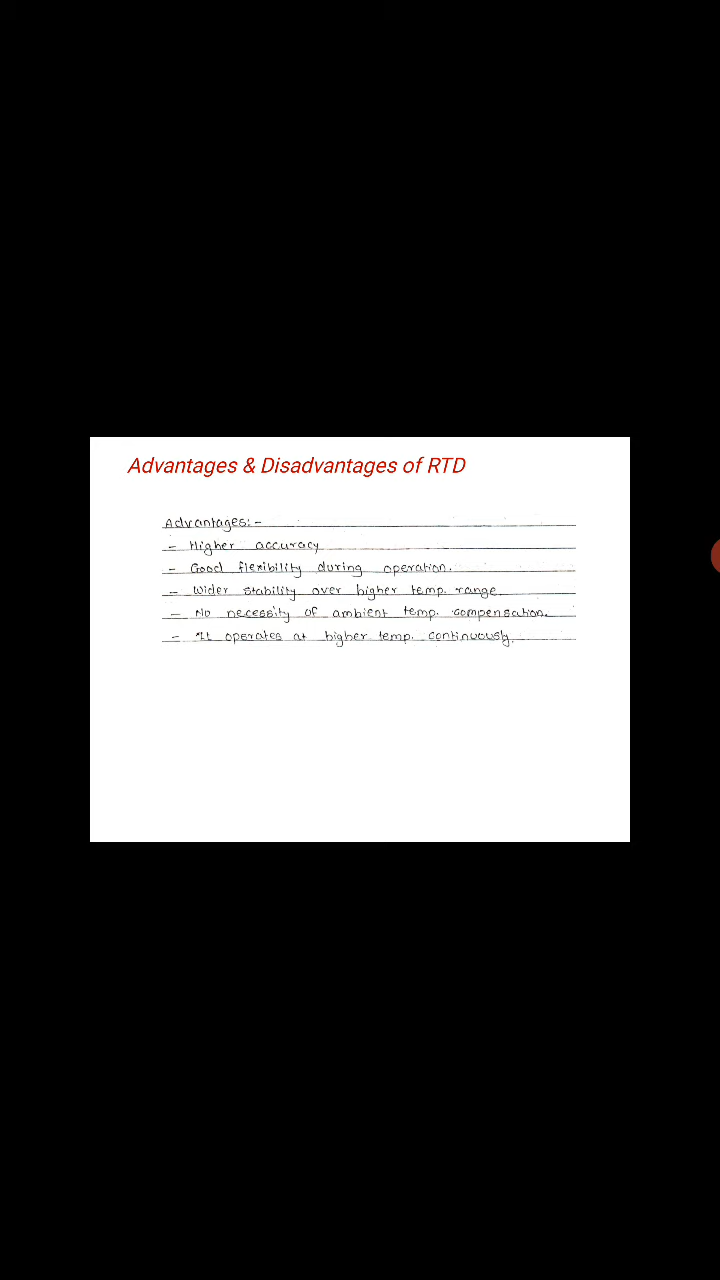 Advantages & Disadvantages of RTD
Advantages:-
- Higher accuracy
- Good flexibility during operation.
- Wider stability over higher temp. range
- No necessity of ambient temp. compensation.
- It operates at higher temp. continuously.